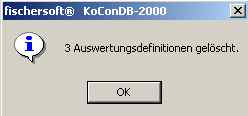 fischersoft® KoConDB-2000
3 Auswertungsdefinitionen gelöscht.
OK